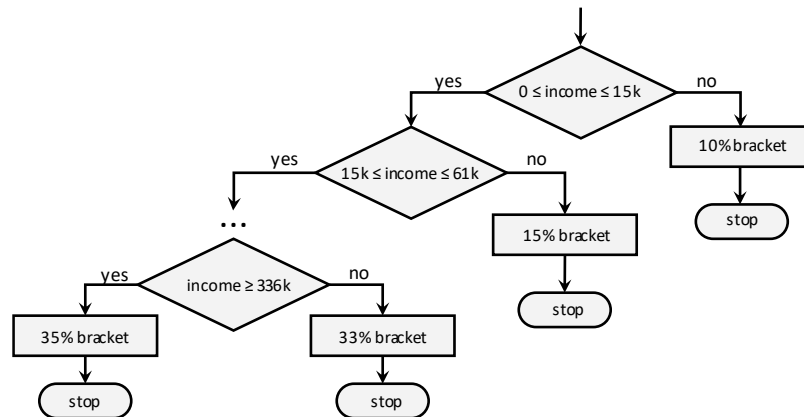 yes
0 ≤ income ≤ 15k
no
10% bracket
stop
yes
15k ≤ income ≤ 61k
no
15% bracket
stop
...
yes
income ≥ 336k
no
35% bracket
33% bracket
stop
stop